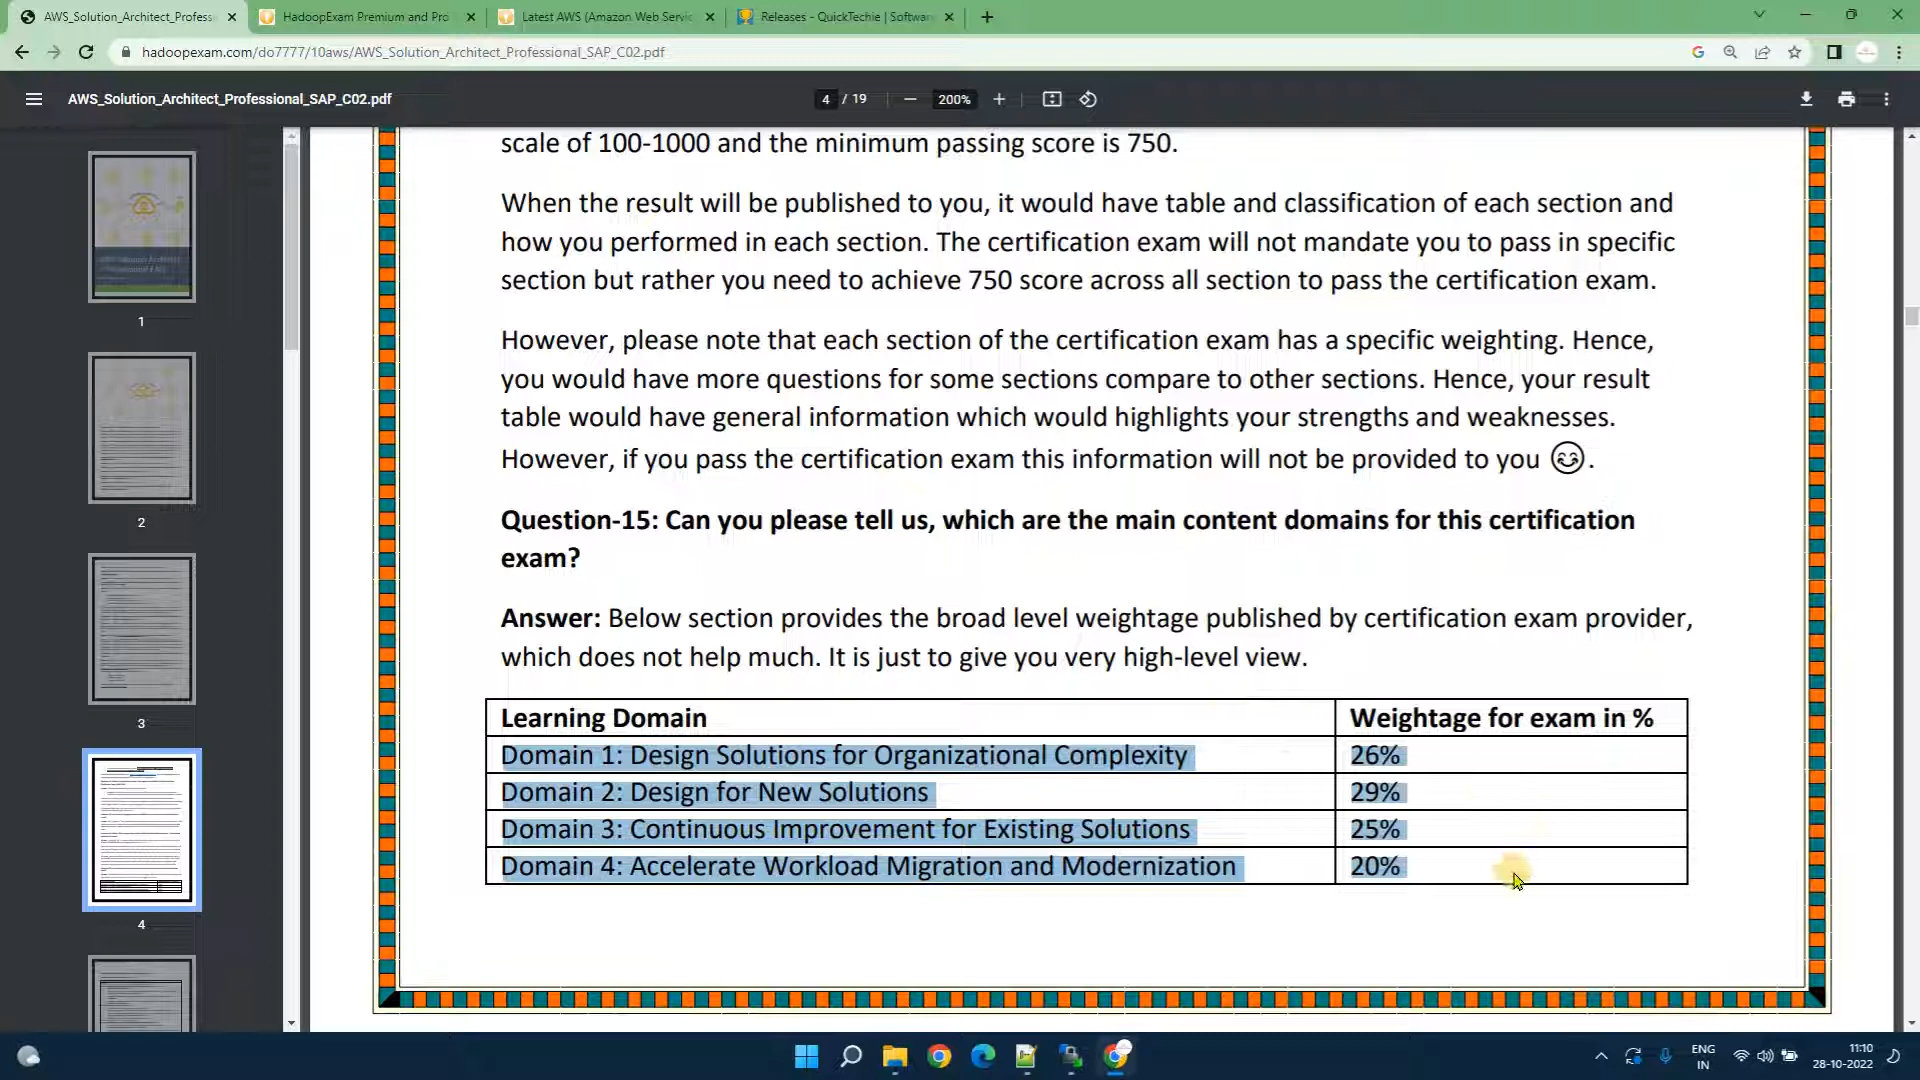 AWS_Solution_Architect_Profess
HadoopExam Premium and Pro
Latest AWS (Amazon Web Servic
Releases - QuickTechie | Softwar
hadoopexam.com/do7777/10aws/AWS_Solution_Architect_Professional_SAP_C02.pdf
AWS_Solution_Architect_Professional_SAP_C02.pdf
4 / 19
200%
scale of 100-1000 and the minimum passing score is 750.
When the result will be published to you, it would have table and classification of each section and
how you performed in each section. The certification exam will not mandate you to pass in specific
section but rather you need to achieve 750 score across all section to pass the certification exam.
However, please note that each section of the certification exam has a specific weighting. Hence,
you would have more questions for some sections compare to other sections. Hence, your result
table would have general information which would highlights your strengths and weaknesses.
However, if you pass the certification exam this information will not be provided to you 😊.
Question-15: Can you please tell us, which are the main content domains for this certification
exam?
Answer: Below section provides the broad level weightage published by certification exam provider,
which does not help much. It is just to give you very high-level view.
Learning Domain Weightage for exam in %
Domain 1: Design Solutions for Organizational Complexity 26%
Domain 2: Design for New Solutions 29%
Domain 3: Continuous Improvement for Existing Solutions 25%
Domain 4: Accelerate Workload Migration and Modernization 20%
1
2
3
4
ENG
IN
11:10
28-10-2022